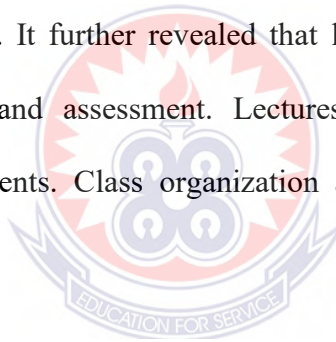 . It further revealed that
and assessment. Lectures
ents. Class organization
EDUCATION FOR SERVICE